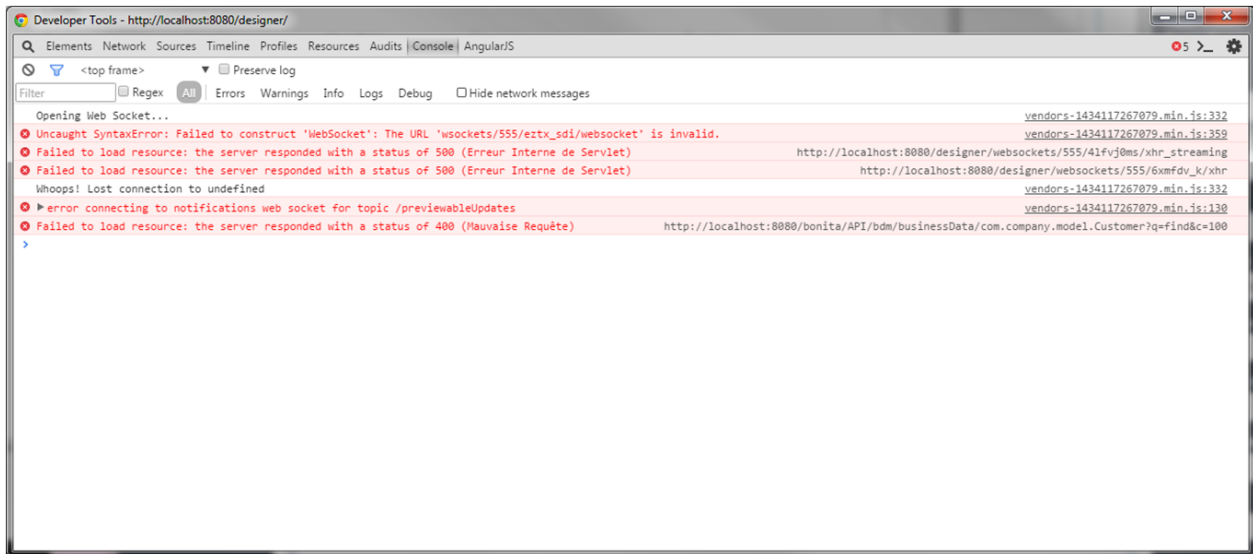 Developer Tools - http://localhost:8080/designer/
Elements Network Sources Timeline Profiles Resources Audits Console AngularJS 5
<top frame> Preserve log
Filter Regex All Errors Warnings Info Logs Debug Hide network messages
Opening Web Socket... vendors-1434117267079.min.js:332
Uncaught SyntaxError: Failed to construct 'WebSocket': The URL 'wsockets/555/eztx_sdi/websocket' is invalid. vendors-1434117267079.min.js:359
Failed to load resource: the server responded with a status of 500 (Erreur Interne de Servlet) http://localhost:8080/designer/websockets/555/4lfvj0ms/xhr_streaming
Failed to load resource: the server responded with a status of 500 (Erreur Interne de Servlet) http://localhost:8080/designer/websockets/555/6xmfdv_k/xhr
Whoops! Lost connection to undefined vendors-1434117267079.min.js:332
error connecting to notifications web socket for topic /previewableUpdates vendors-1434117267079.min.js:130
Failed to load resource: the server responded with a status of 400 (Mauvaise Requête) http://localhost:8080/bonita/API/bdm/businessData/com.company.model.Customer?q=find&c=100